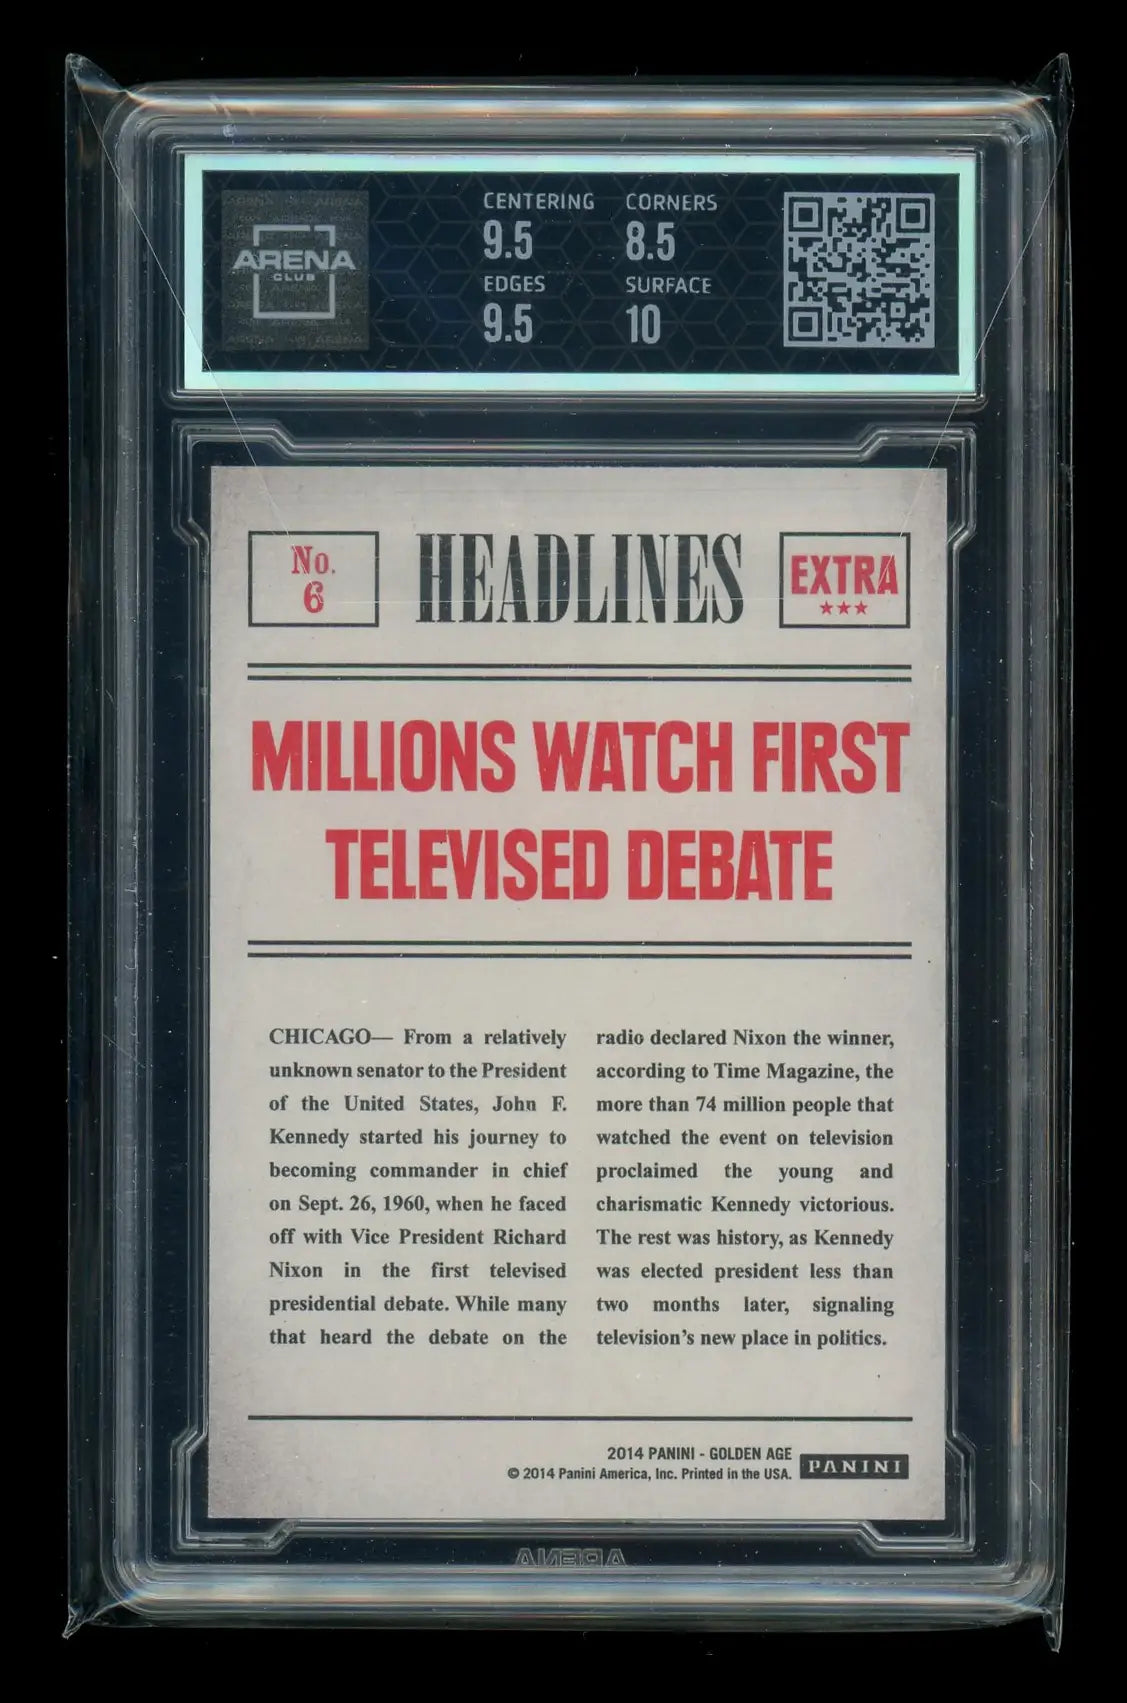 ARENA
CLUB
CENTERING CORNERS
9.5 8.5
EDGES SURFACE
9.5 10
No.
6
HEADLINES
EXTRA
★★★
MILLIONS WATCH FIRST
TELEVISED DEBATE
CHICAGO— From a relatively
unknown senator to the President
of the United States, John F.
Kennedy started his journey to
becoming commander in chief
on Sept. 26, 1960, when he faced
off with Vice President Richard
Nixon in the first televised
presidential debate. While many
that heard the debate on the
radio declared Nixon the winner,
according to Time Magazine, the
more than 74 million people that
watched the event on television
proclaimed the young and
charismatic Kennedy victorious.
The rest was history, as Kennedy
was elected president less than
two months later, signaling
television's new place in politics.
2014 PANINI - GOLDEN AGE
© 2014 Panini America, Inc. Printed in the USA.
PANINI
ARENA